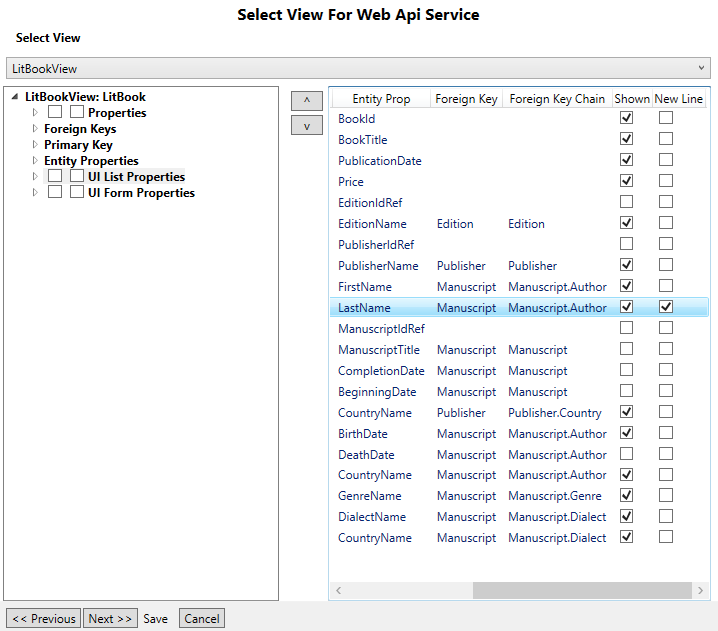 Select View For Web Api Service
Select View
LitBookView
LitBookView: LitBook
Properties
Foreign Keys
Primary Key
Entity Properties
UI List Properties
UI Form Properties
^
v
Entity Prop Foreign Key Foreign Key Chain Shown New Line
BookId
BookTitle
PublicationDate
Price
EditionIdRef
EditionName Edition Edition
PublisherIdRef
PublisherName Publisher Publisher
FirstName Manuscript Manuscript.Author
LastName Manuscript Manuscript.Author
ManuscriptIdRef
ManuscriptTitle Manuscript Manuscript
CompletionDate Manuscript Manuscript
BeginningDate Manuscript Manuscript
CountryName Publisher Publisher.Country
BirthDate Manuscript Manuscript.Author
DeathDate Manuscript Manuscript.Author
CountryName Manuscript Manuscript.Author
GenreName Manuscript Manuscript.Genre
DialectName Manuscript Manuscript.Dialect
CountryName Manuscript Manuscript.Dialect
<< Previous Next >> Save Cancel